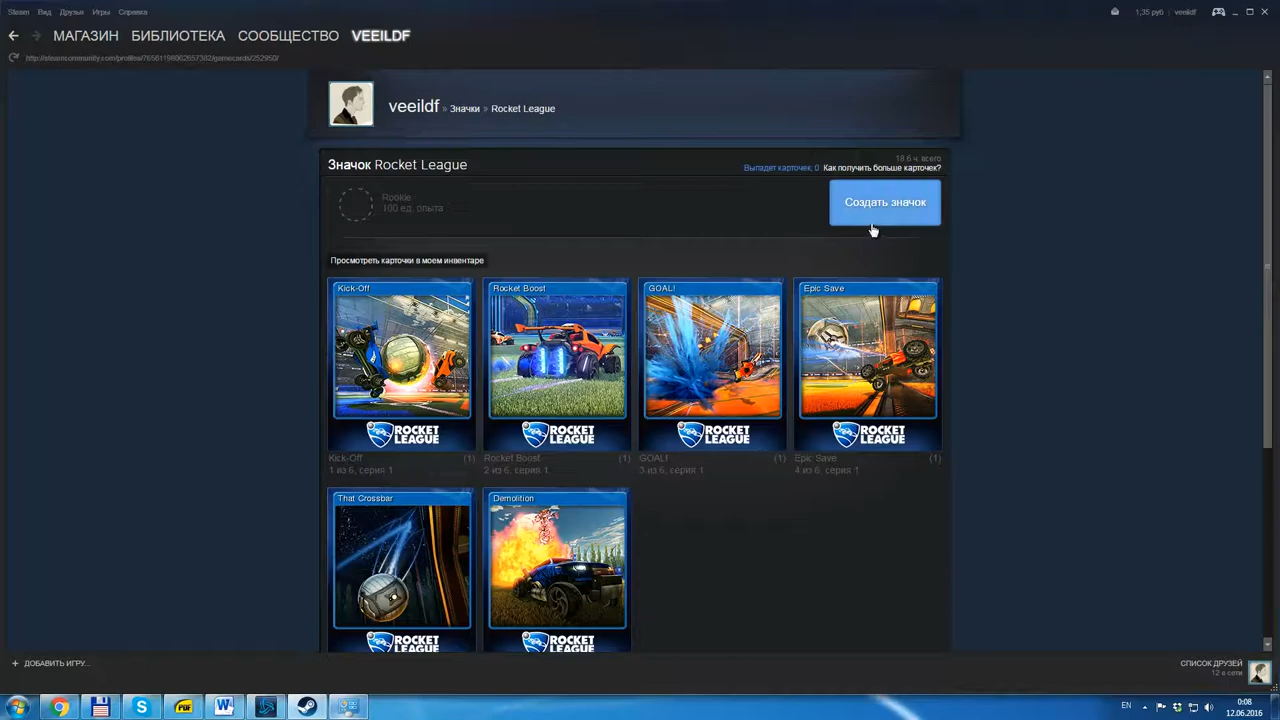 Steam Вид Друзья Игры Справка
1,35 руб veeildf
МАГАЗИН БИБЛИОТЕКА СООБЩЕСТВО VEEILDF
Veeildf » Значки » Rocket League
Значок Rocket League
18,6 ч. всего
Выпадет карточек: 0 Как получить больше карточек?
Rookie
100 ед. опыта
Создать значок
Просмотреть карточки в моем инвентаре
Kick-Off
Rocket Boost
GOAL!
Epic Save
ROCKET LEAGUE
ROCKET LEAGUE
ROCKET LEAGUE
ROCKET LEAGUE
Kick-Off (1)
Rocket Boost (1)
GOAL! (1)
Epic Save (1)
1 из 6, серия 1
2 из 6, серия 1
3 из 6, серия 1
4 из 6, серия 1
That Crossbar
Demolition
ROCKET LEAGUE
ROCKET LEAGUE
+ ДОБАВИТЬ ИГРУ...
СПИСОК ДРУЗЕЙ
12 в сети
PDF
EN
0:08
12.06.2016